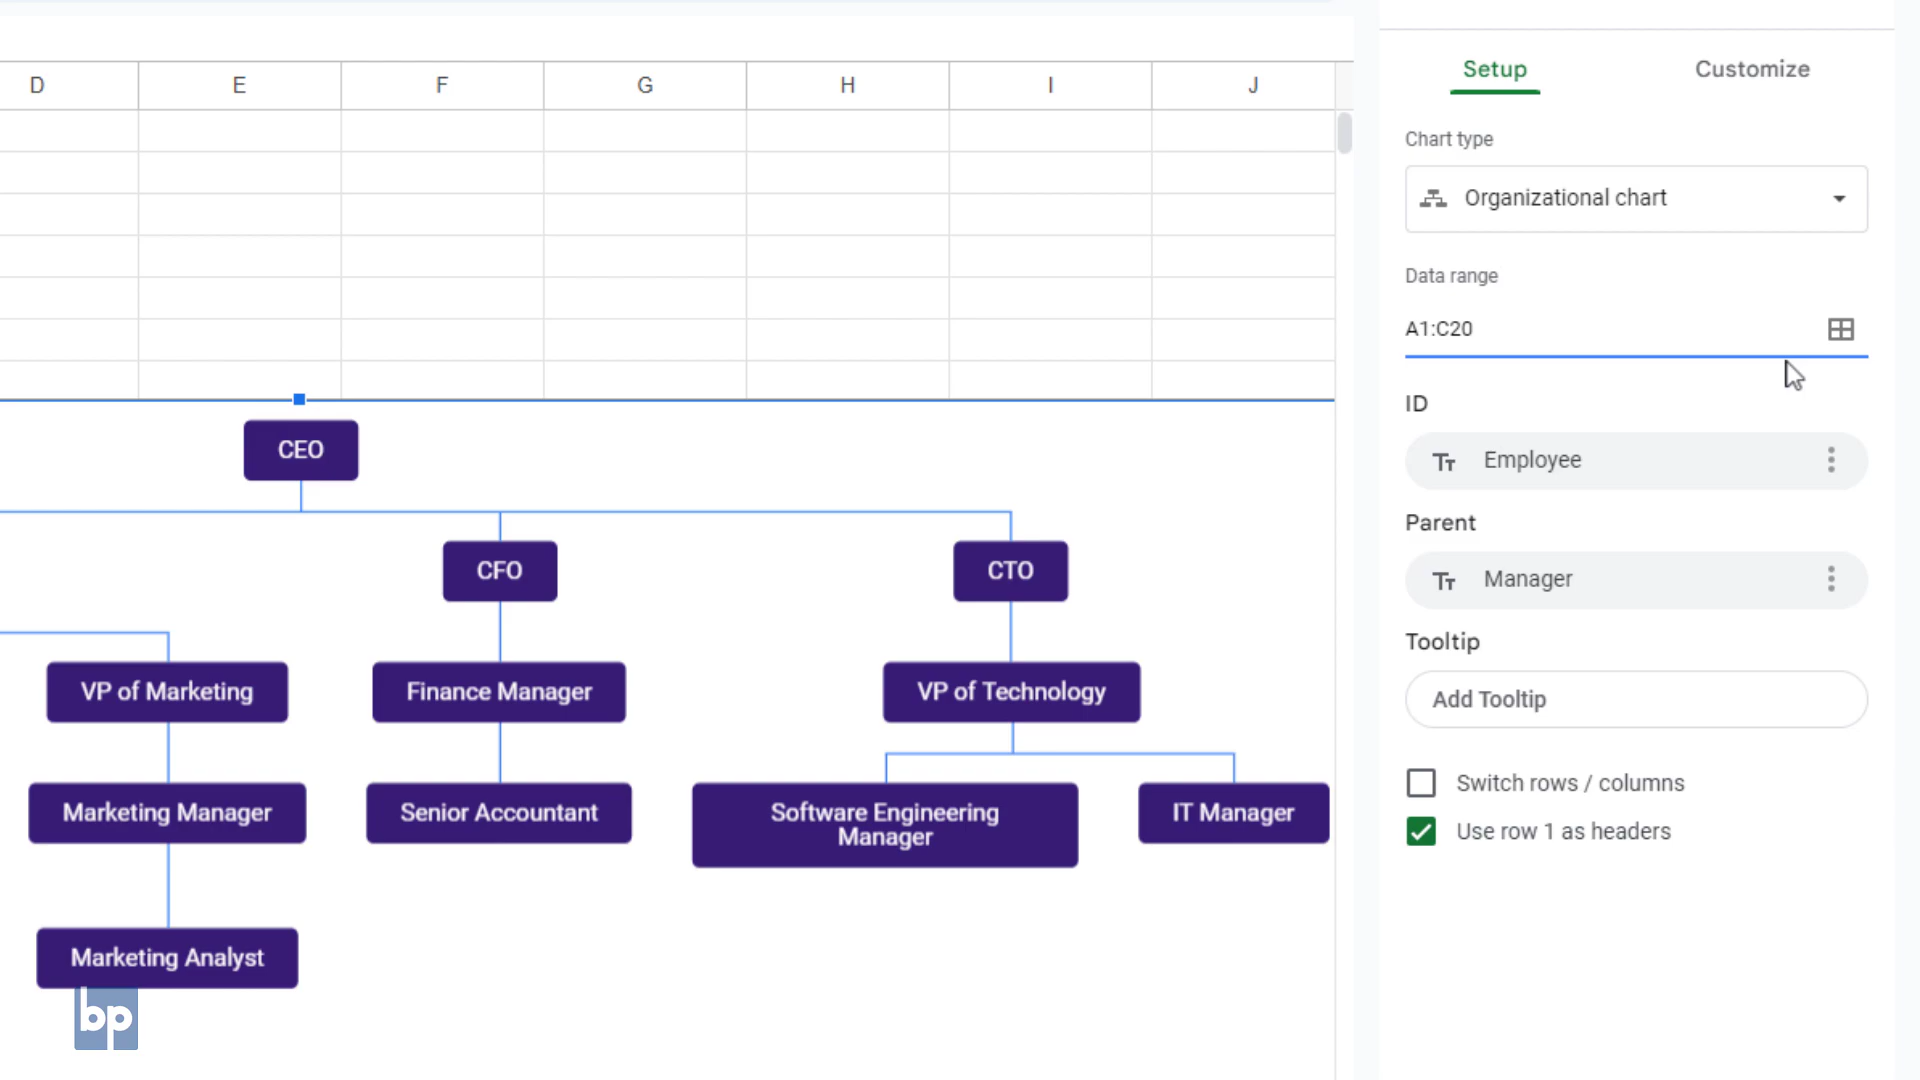 D E F G H I J
CEO
CFO
CTO
VP of Marketing
Finance Manager
VP of Technology
Marketing Manager
Senior Accountant
Software Engineering
Manager
IT Manager
Marketing Analyst
bp
Setup
Customize
Chart type
Organizational chart
Data range
A1:C20
ID
Tт Employee
Parent
Tт Manager
Tooltip
Add Tooltip
Switch rows / columns
Use row 1 as headers